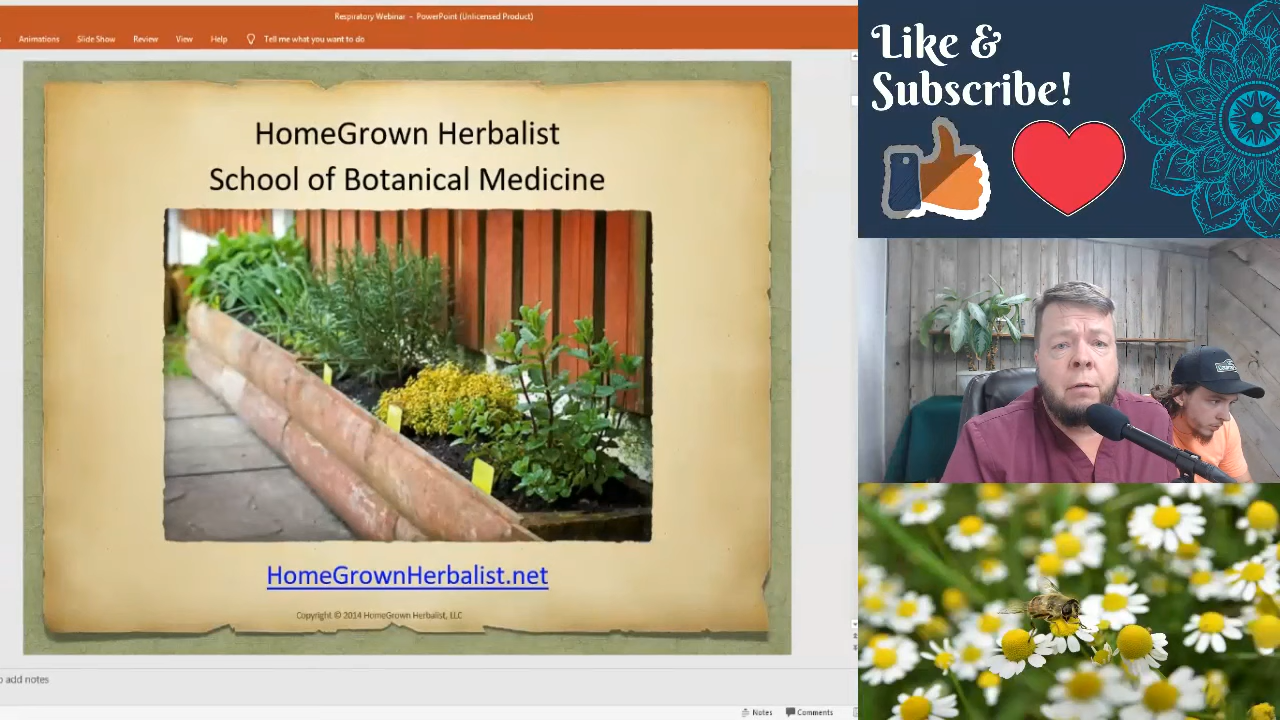 Respiratory Webinar - PowerPoint (Unlicensed Product)
Animations Slide Show Review View Help Tell me what you want to do
HomeGrown Herbalist
School of Botanical Medicine
HomeGrownHerbalist.net
Copyright © 2014 HomeGrown Herbalist, LLC
o add notes
Notes Comments
Like &
Subscribe!